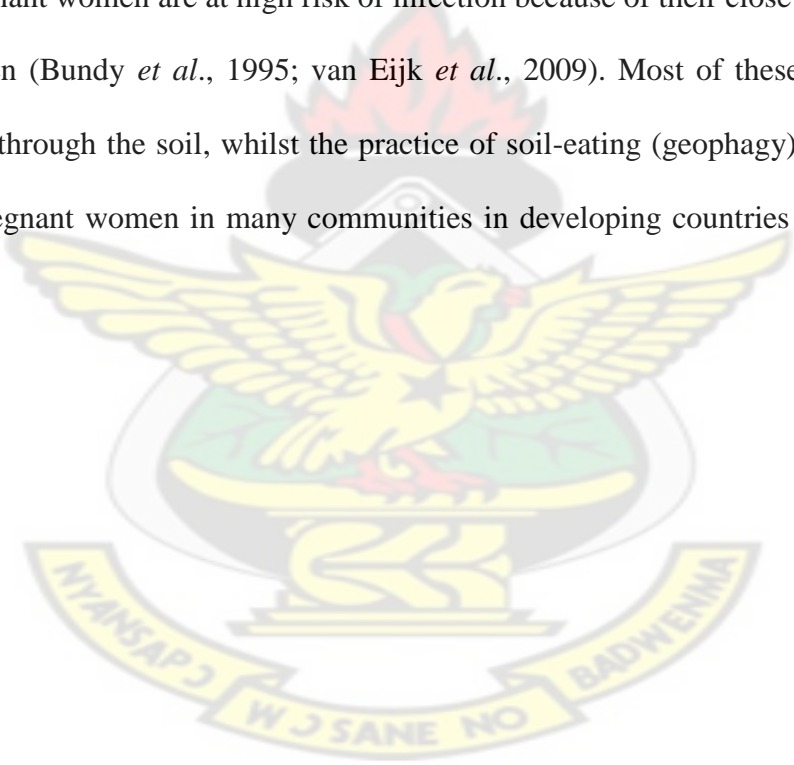 nant women are at high risk of infection because of their close
en (Bundy et al., 1995; van Eijk et al., 2009). Most of these
through the soil, whilst the practice of soil-eating (geophagy)
egnant women in many communities in developing countries
NYANSAPƆ
WƆSANE NO
BADWENMA